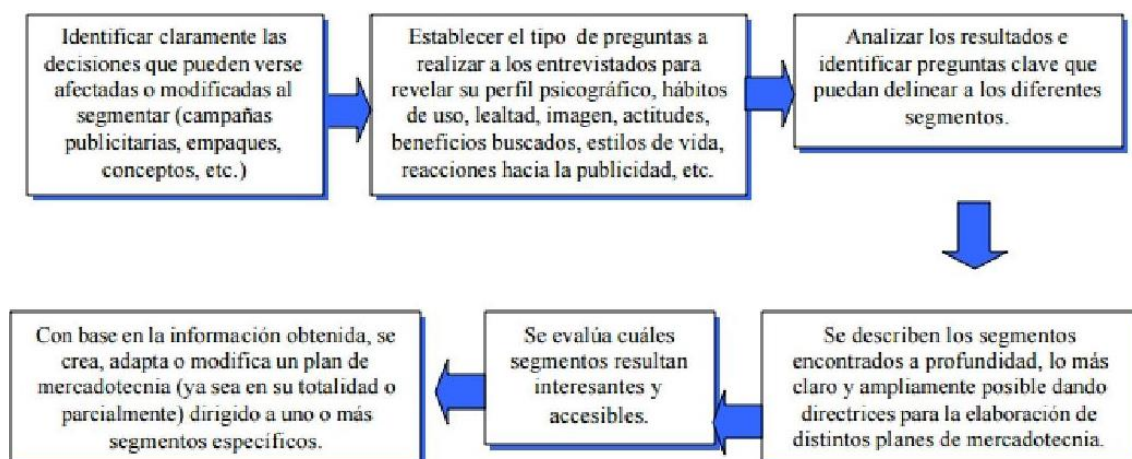 Identificar claramente las
decisiones que pueden verse
afectadas o modificadas al
segmentar (campañas
publicitarias, empaques,
conceptos, etc.)
Establecer el tipo de preguntas a
realizar a los entrevistados para
revelar su perfil psicográfico, hábitos
de uso, lealtad, imagen, actitudes,
beneficios buscados, estilos de vida,
reacciones hacia la publicidad, etc.
Analizar los resultados e
identificar preguntas clave que
puedan delinear a los diferentes
segmentos.
Se describen los segmentos
encontrados a profundidad, lo más
claro y ampliamente posible dando
directrices para la elaboración de
distintos planes de mercadotecnia.
Se evalúa cuáles
segmentos resultan
interesantes y
accesibles.
Con base en la información obtenida, se
crea, adapta o modifica un plan de
mercadotecnia (ya sea en su totalidad o
parcialmente) dirigido a uno o más
segmentos específicos.